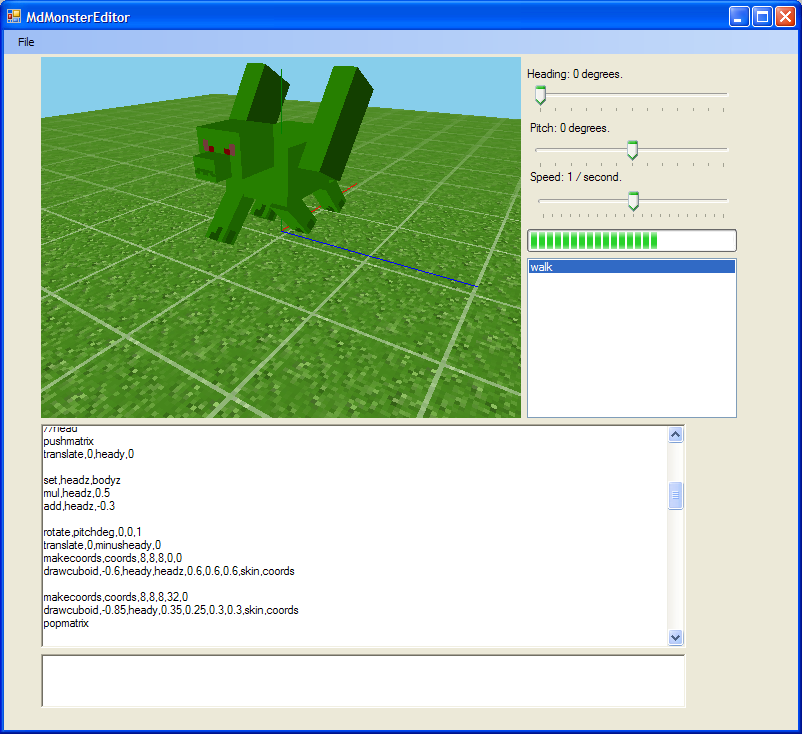 MdMonsterEditor
File
Heading: 0 degrees.
Pitch: 0 degrees.
Speed: 1 / second.
walk
//head
pushmatrix
translate,0,heady,0
set,headz,bodyz
mul,headz,0.5
add,headz,-0.3
rotate,pitchdeg,0,0,1
translate,0,minusheady,0
makecoords,coords,8,8,8,0,0
drawcuboid,-0.6,heady,headz,0.6,0.6,0.6,skin,coords
makecoords,coords,8,8,8,32,0
drawcuboid,-0.85,heady,0.35,0.25,0.3,0.3,skin,coords
popmatrix